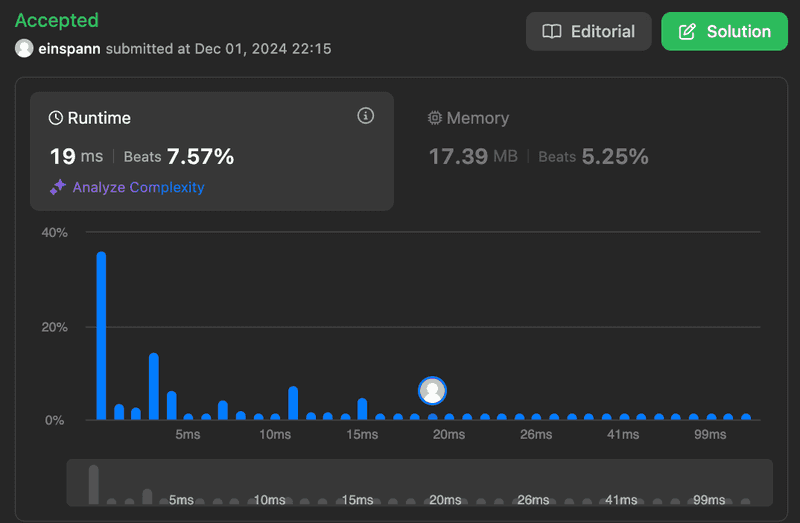 Accepted
Editorial
Solution
einspann submitted at Dec 01, 2024 22:15
Runtime
Memory
19 ms Beats 7.57%
17.39 MB Beats 5.25%
Analyze Complexity
40%
20%
0%
5ms 10ms 15ms 20ms 26ms 41ms 99ms
5ms 10ms 15ms 20ms 26ms 41ms 99ms